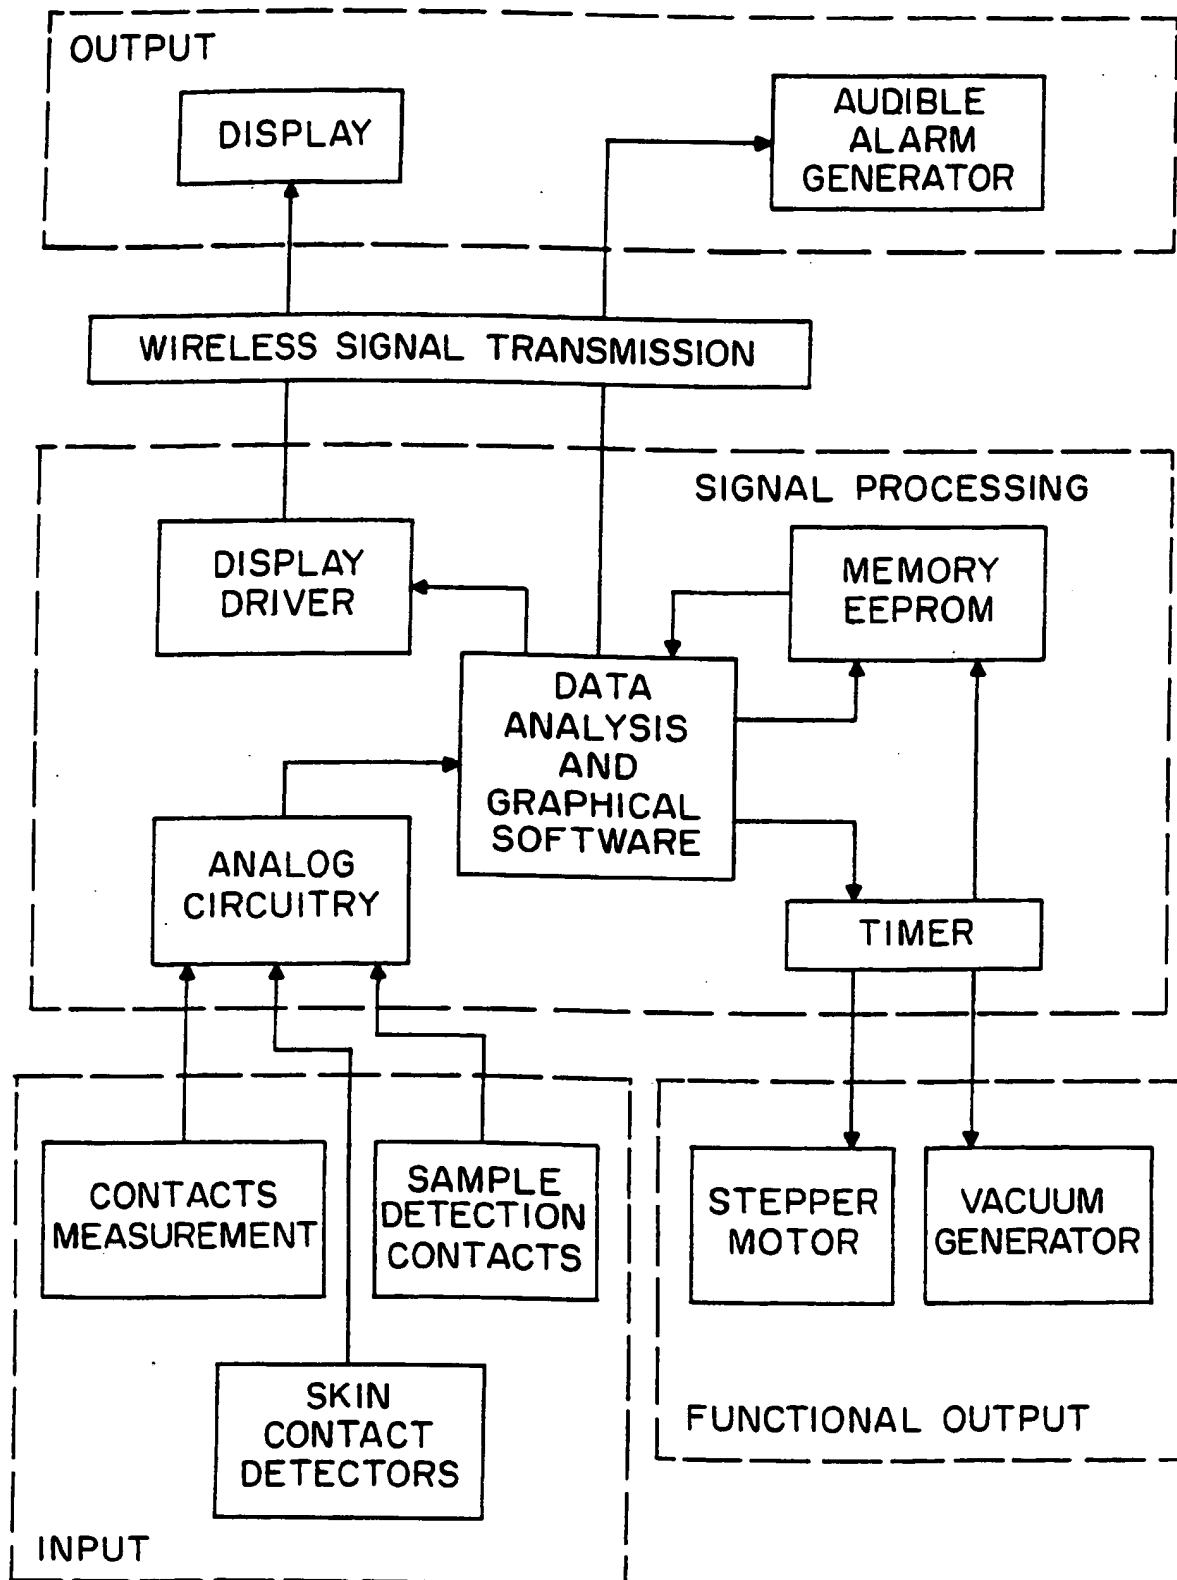 OUTPUT
DISPLAY
AUDIBLE
ALARM
GENERATOR
WIRELESS SIGNAL TRANSMISSION
SIGNAL PROCESSING
DISPLAY
DRIVER
MEMORY
EEPROM
DATA
ANALYSIS
AND
GRAPHICAL
SOFTWARE
ANALOG
CIRCUITRY
TIMER
CONTACTS
MEASUREMENT
SAMPLE
DETECTION
CONTACTS
STEPPER
MOTOR
VACUUM
GENERATOR
SKIN
CONTACT
DETECTORS
FUNCTIONAL OUTPUT
INPUT